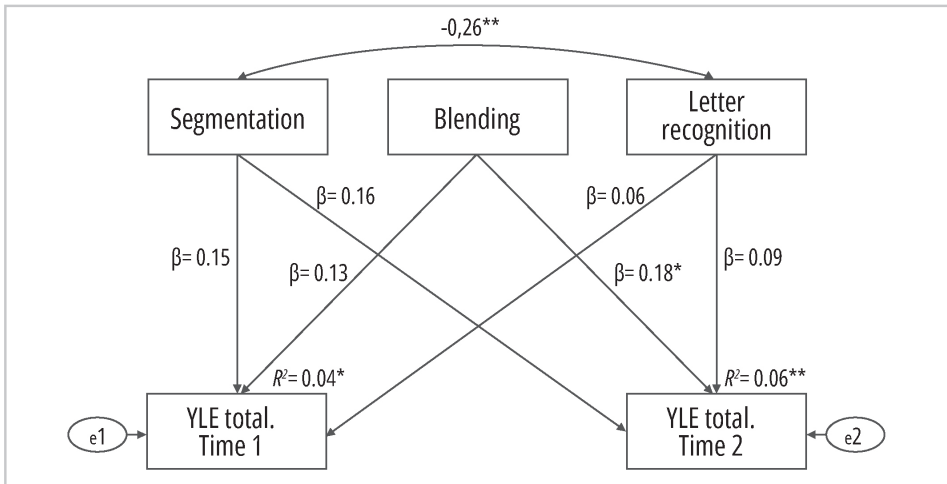 -0,26**
Segmentation
Blending
Letter
recognition
β= 0.16
β= 0.06
β= 0.15
β= 0.13
β= 0.18*
β= 0.09
R²= 0.04*
R²= 0.06**
YLE total.
Time 1
YLE total.
Time 2
e1
e2